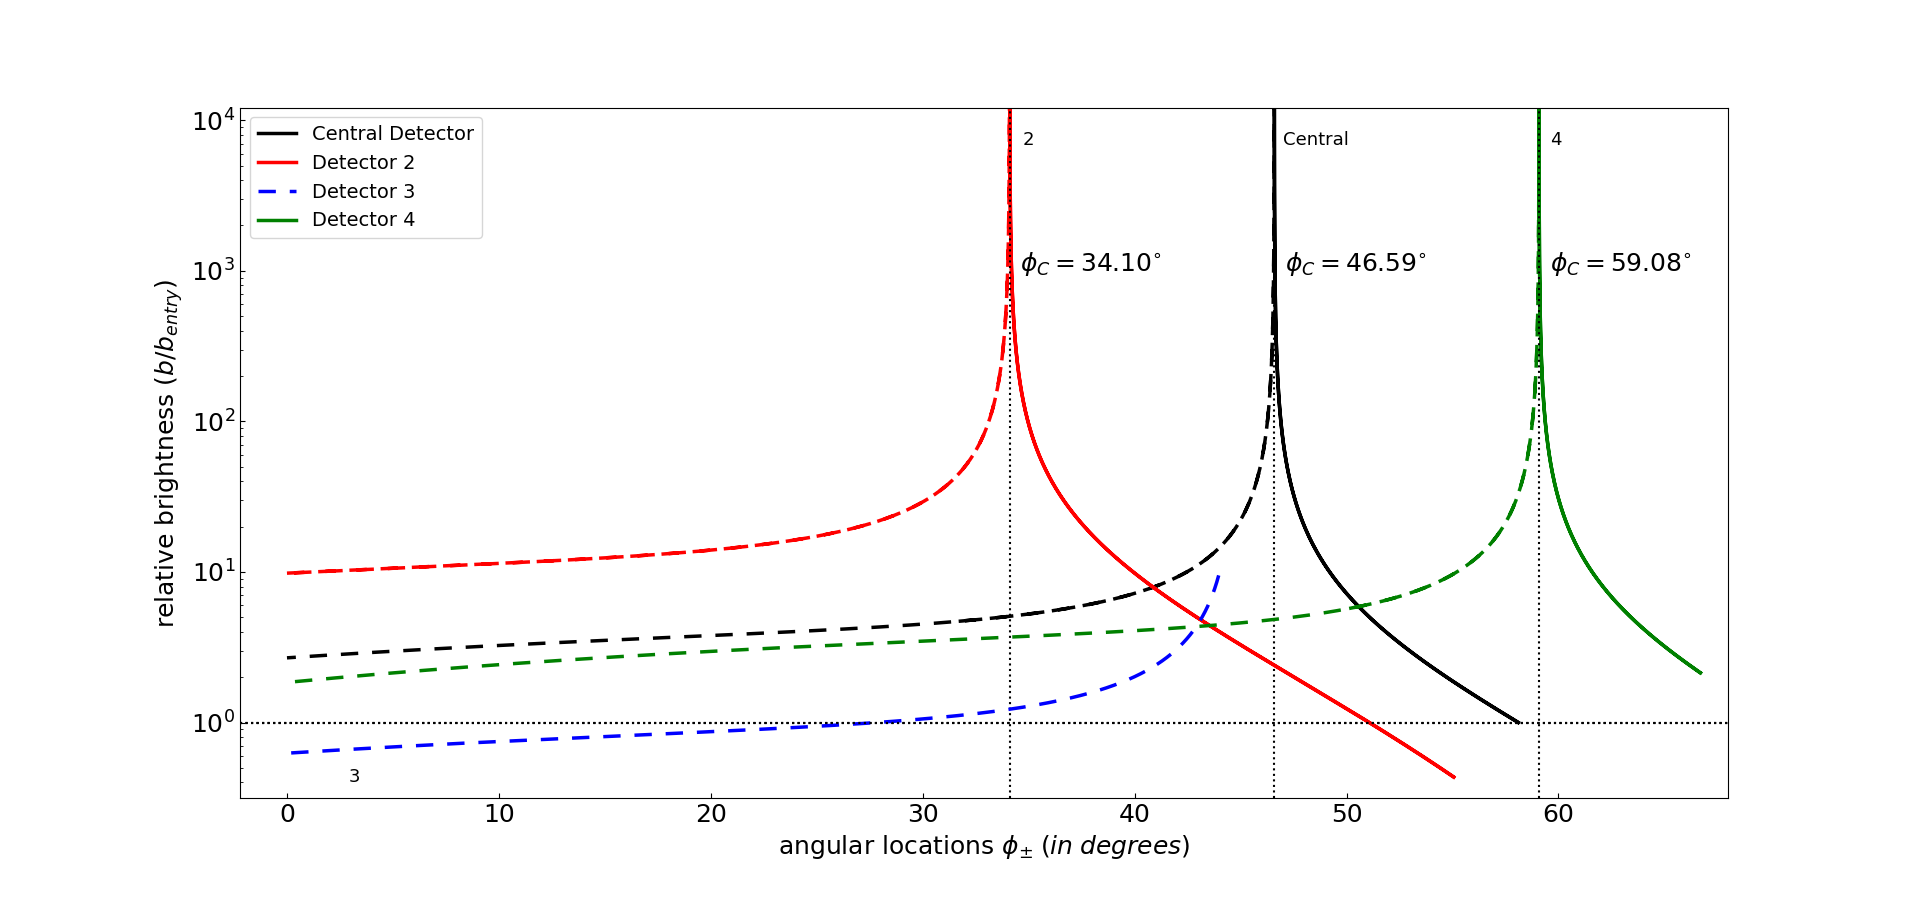 Central Detector
Detector 2
Detector 3
Detector 4
2
Central
4
ϕ_C = 34.10°
ϕ_C = 46.59°
ϕ_C = 59.08°
3
10⁴
10³
10²
10¹
10⁰
relative brightness (b/b_entry)
0 10 20 30 40 50 60
angular locations ϕ± (in degrees)